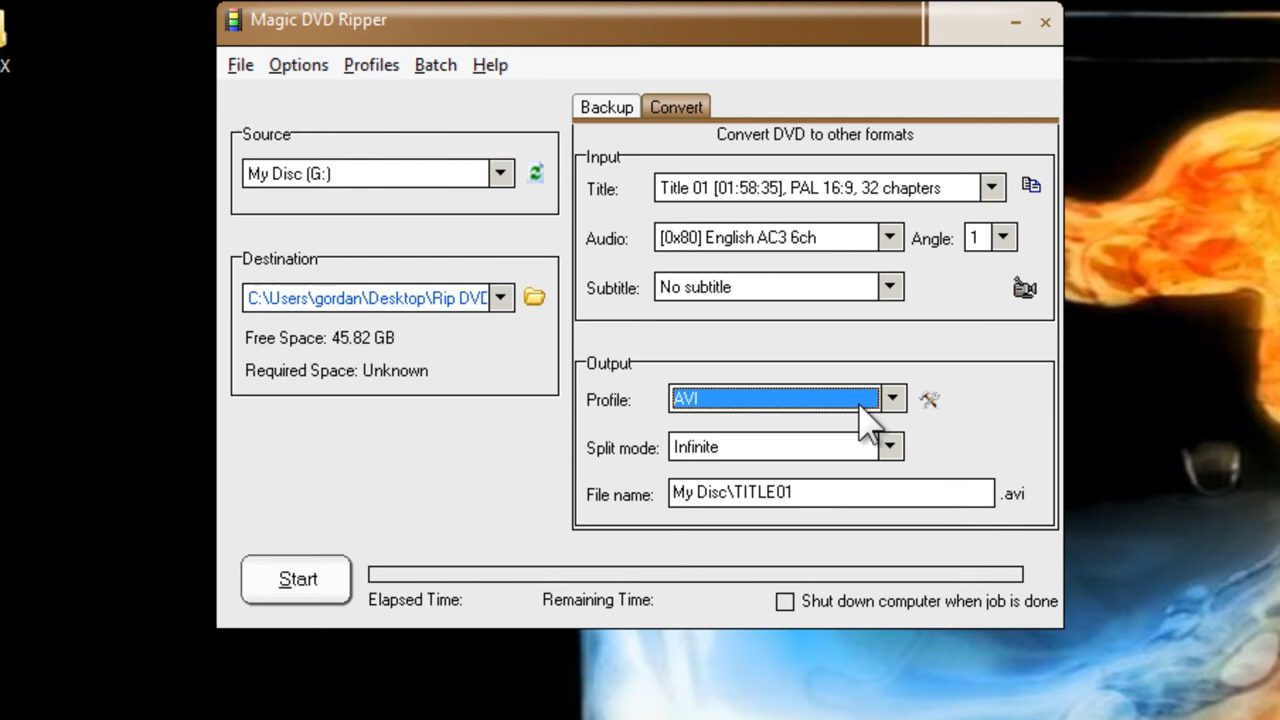 X
Magic DVD Ripper
File Options Profiles Batch Help
Source
My Disc (G:)
Destination
C:\Users\gordan\Desktop\Rip DVD
Free Space: 45.82 GB
Required Space: Unknown
Backup Convert
Convert DVD to other formats
Input
Title: Title 01 [01:58:35], PAL 16:9, 32 chapters
Audio: [0x80] English AC3 6ch Angle: 1
Subtitle: No subtitle
Output
Profile: AVI
Split mode: Infinite
File name: My Disc\TITLE01 .avi
Start
Elapsed Time: Remaining Time: Shut down computer when job is done